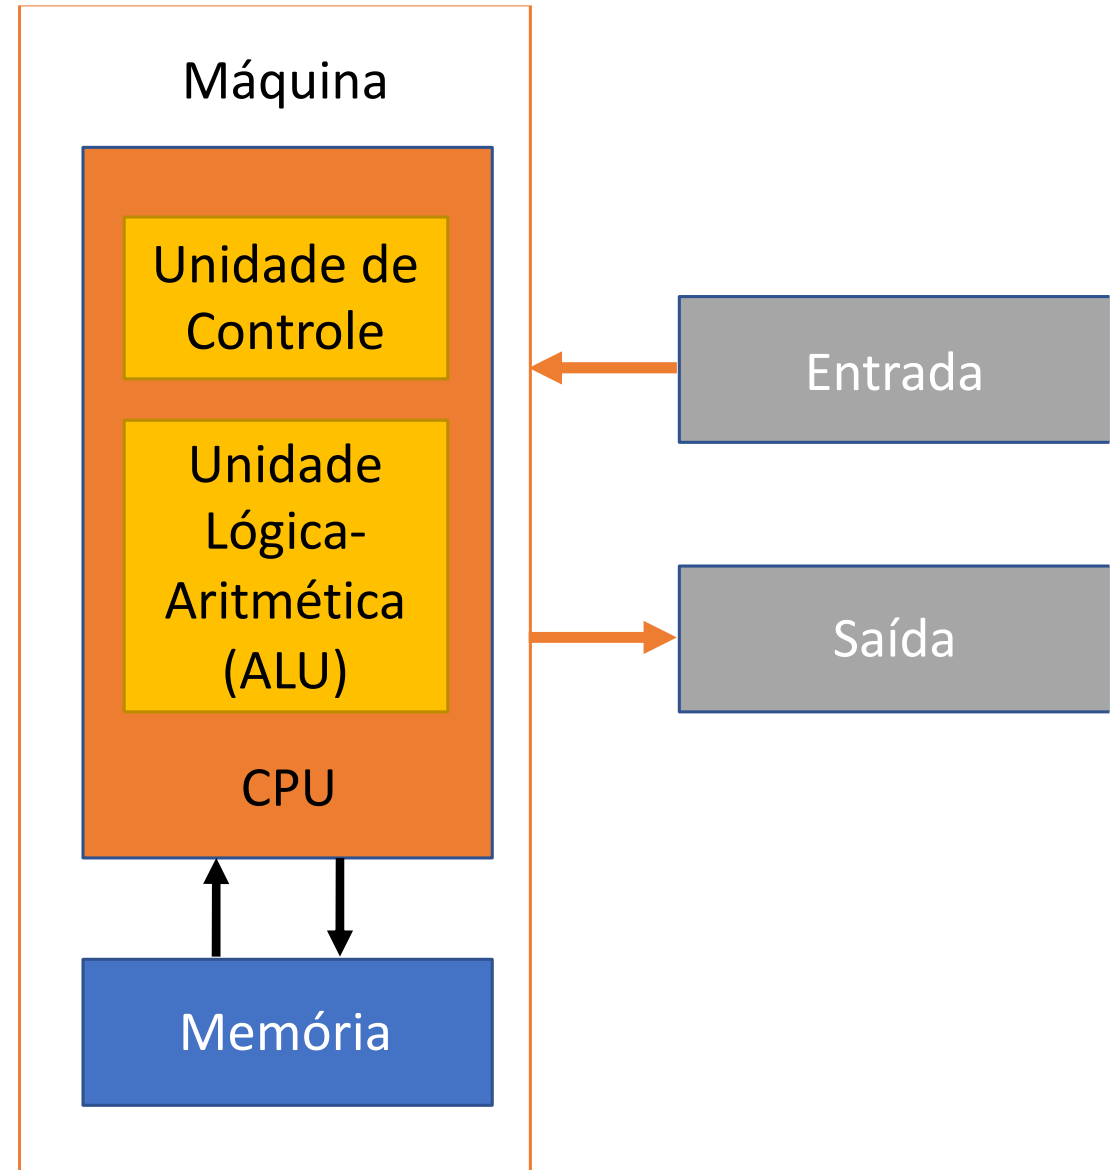 Máquina
Unidade de
Controle
Unidade
Lógica-
Aritmética
(ALU)
CPU
Memória
Entrada
Saída